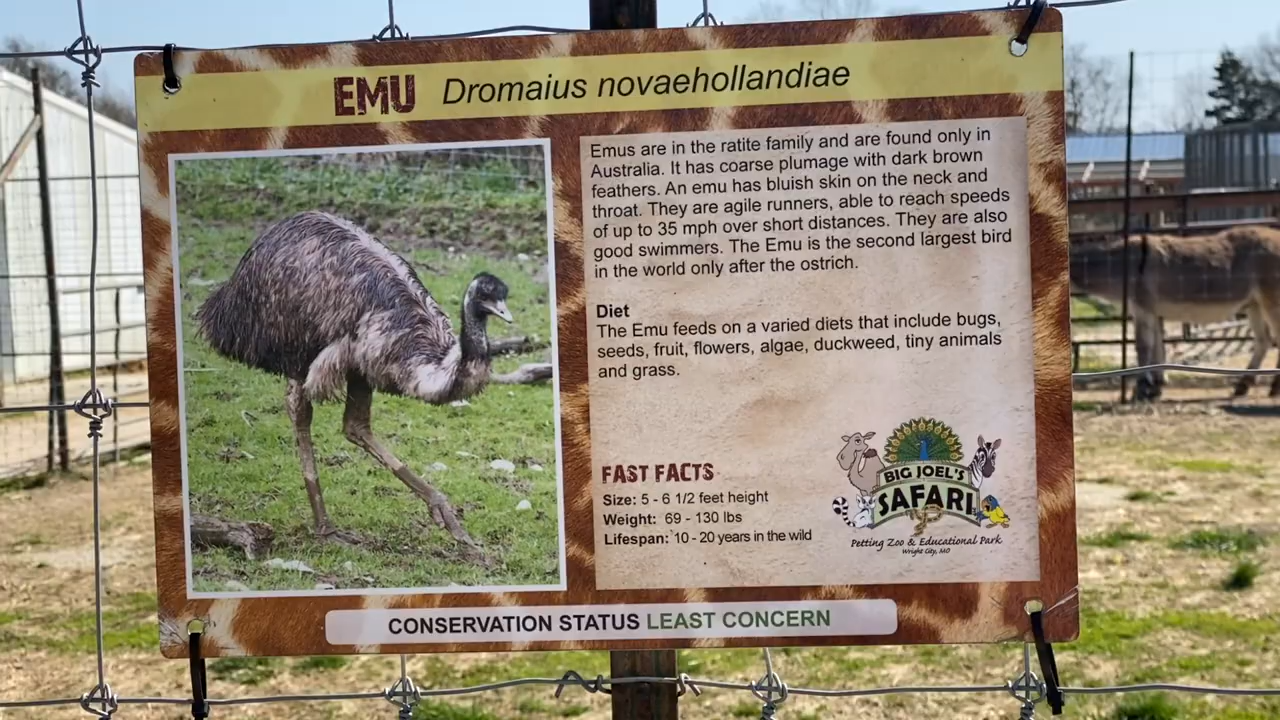 EMU Dromaius novaehollandiae
Emus are in the ratite family and are found only in
Australia. It has coarse plumage with dark brown
feathers. An emu has bluish skin on the neck and
throat. They are agile runners, able to reach speeds
of up to 35 mph over short distances. They are also
good swimmers. The Emu is the second largest bird
in the world only after the ostrich.
Diet
The Emu feeds on a varied diets that include bugs,
seeds, fruit, flowers, algae, duckweed, tiny animals
and grass.
FAST FACTS
Size: 5 - 6 1/2 feet height
Weight: 69 - 130 lbs
Lifespan: 10 - 20 years in the wild
BIG JOEL'S
SAFARI
Petting Zoo & Educational Park
Wright City, MO
CONSERVATION STATUS LEAST CONCERN